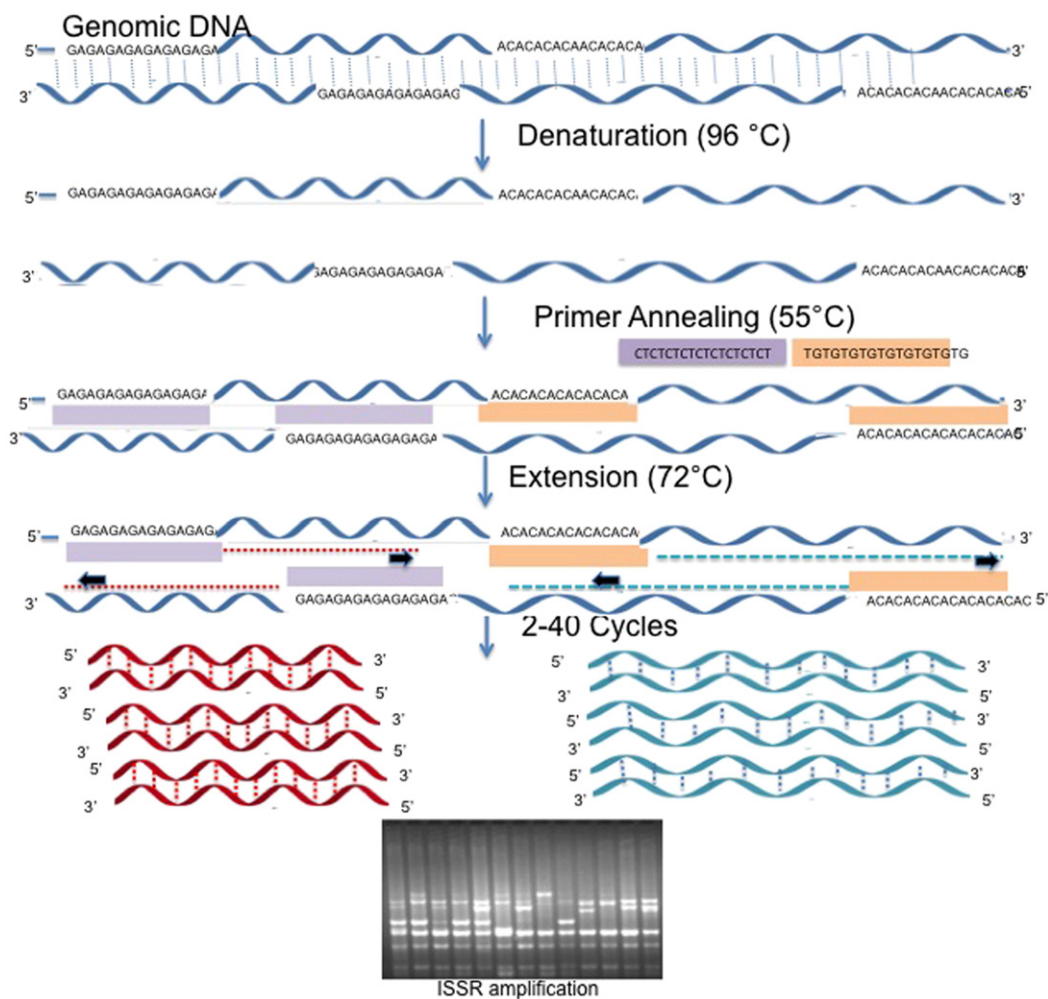 Genomic DNA
5' GAGAGAGAGAGAGAGA ACACACACAACACACA 3'
3' GAGAGAGAGAGAGAG ACACACACAACACACACA 5'
Denaturation (96 °C)
5' GAGAGAGAGAGAGAGA ACACACACAACACAC 3'
3' GAGAGAGAGAGAGA ACACACACAACACACACA 5'
Primer Annealing (55°C)
CTCTCTCTCTCTCTCTCT TGTGTGTGTGTGTGTGTGTG
5' GAGAGAGAGAGAGAGA ACACACACACACACACA 3'
3' GAGAGAGAGAGAGAGA ACACACACACACACACAC 5'
Extension (72°C)
5' GAGAGAGAGAGAGAG ACACACACACACACA 3'
3' GAGAGAGAGAGAGAGA ACACACACACACACACAC 5'
2-40 Cycles
5' 3' 5' 3'
3' 5' 3' 5'
5' 3' 5' 3'
3' 5' 3' 5'
5' 3' 5' 3'
3' 5' 3' 5'
ISSR amplification